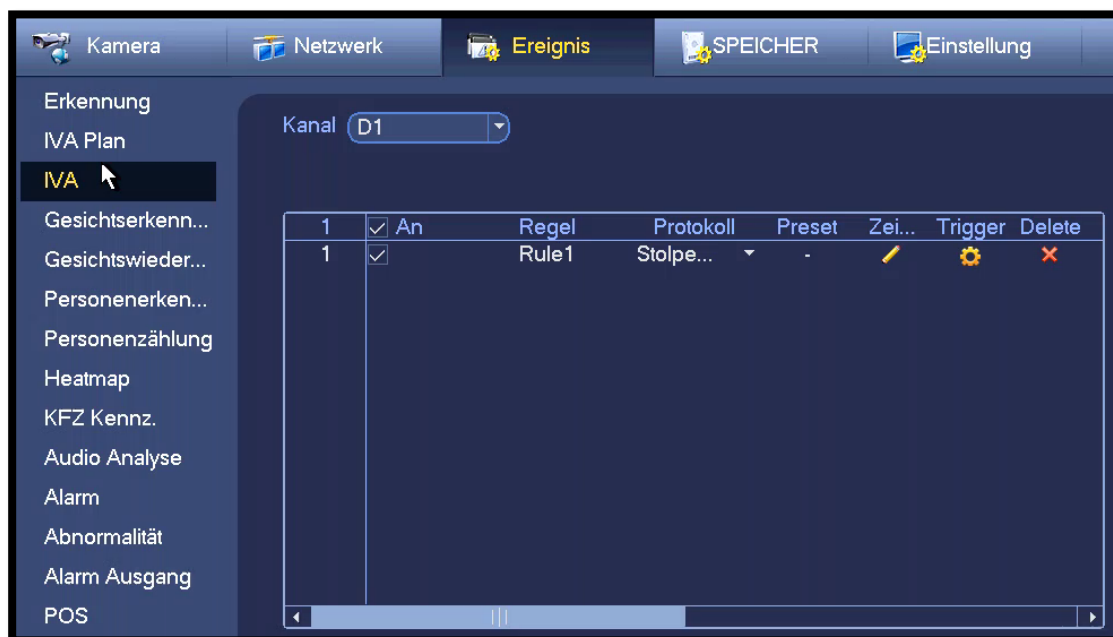 Kamera Netzwerk Ereignis SPEICHER Einstellung
Erkennung
IVA Plan
IVA
Gesichtserkenn...
Gesichtswieder...
Personenerken...
Personenzählung
Heatmap
KFZ Kennz.
Audio Analyse
Alarm
Abnormalität
Alarm Ausgang
POS
Kanal D1
1 An Regel Protokoll Preset Zei... Trigger Delete
1 Rule1 Stolpe... -